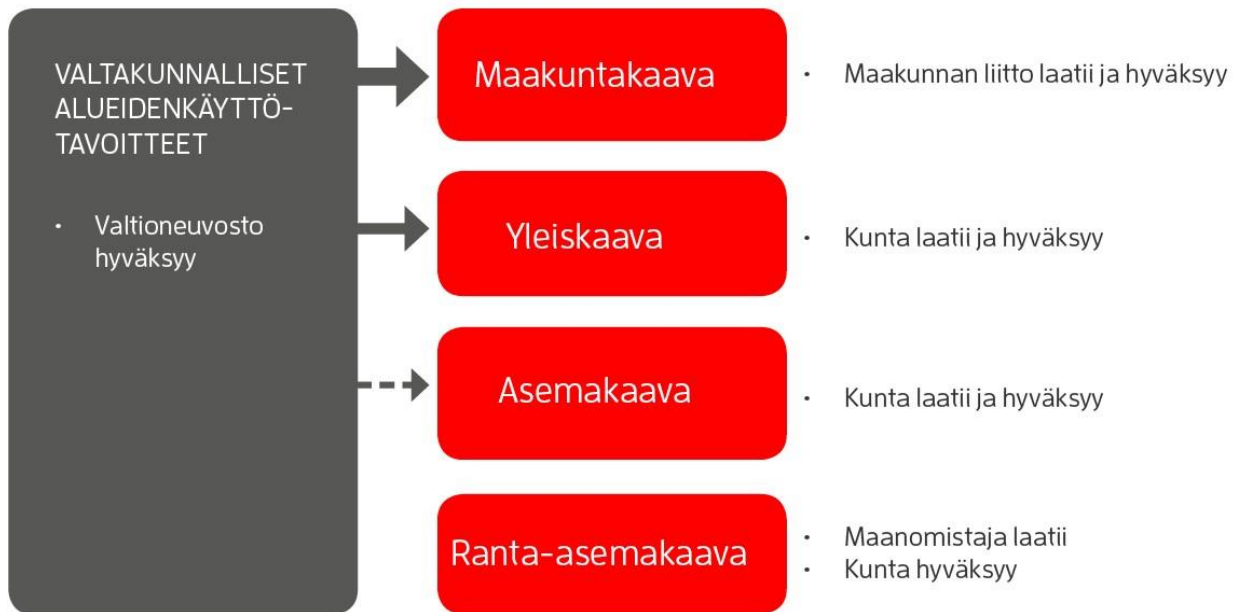 VALTAKUNNALLISET
ALUEIDENKÄYTTÖ-
TAVOITTEET
• Valtioneuvosto
hyväksyy
Maakuntakaava
• Maakunnan liitto laatii ja hyväksyy
Yleiskaava
• Kunta laatii ja hyväksyy
Asemakaava
• Kunta laatii ja hyväksyy
Ranta-asemakaava
• Maanomistaja laatii
• Kunta hyväksyy